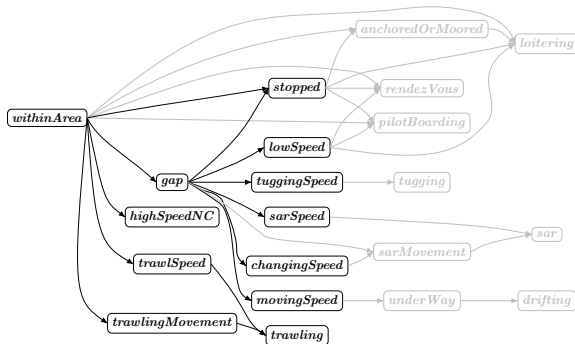 anchoredOrMoored
loitering
stopped
rendezVous
withinArea
pilotBoarding
lowSpeed
gap
tuggingSpeed
tugging
highSpeedNC
sarSpeed
sar
sarMovement
trawlSpeed
changingSpeed
movingSpeed
underWay
drifting
trawlingMovement
trawling